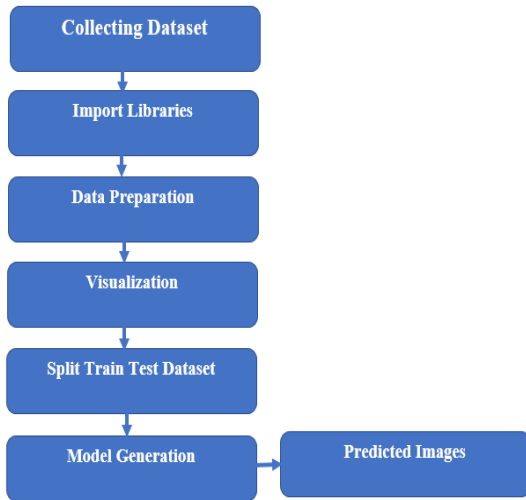 Collecting Dataset
Import Libraries
Data Preparation
Visualization
Split Train Test Dataset
Model Generation
Predicted Images